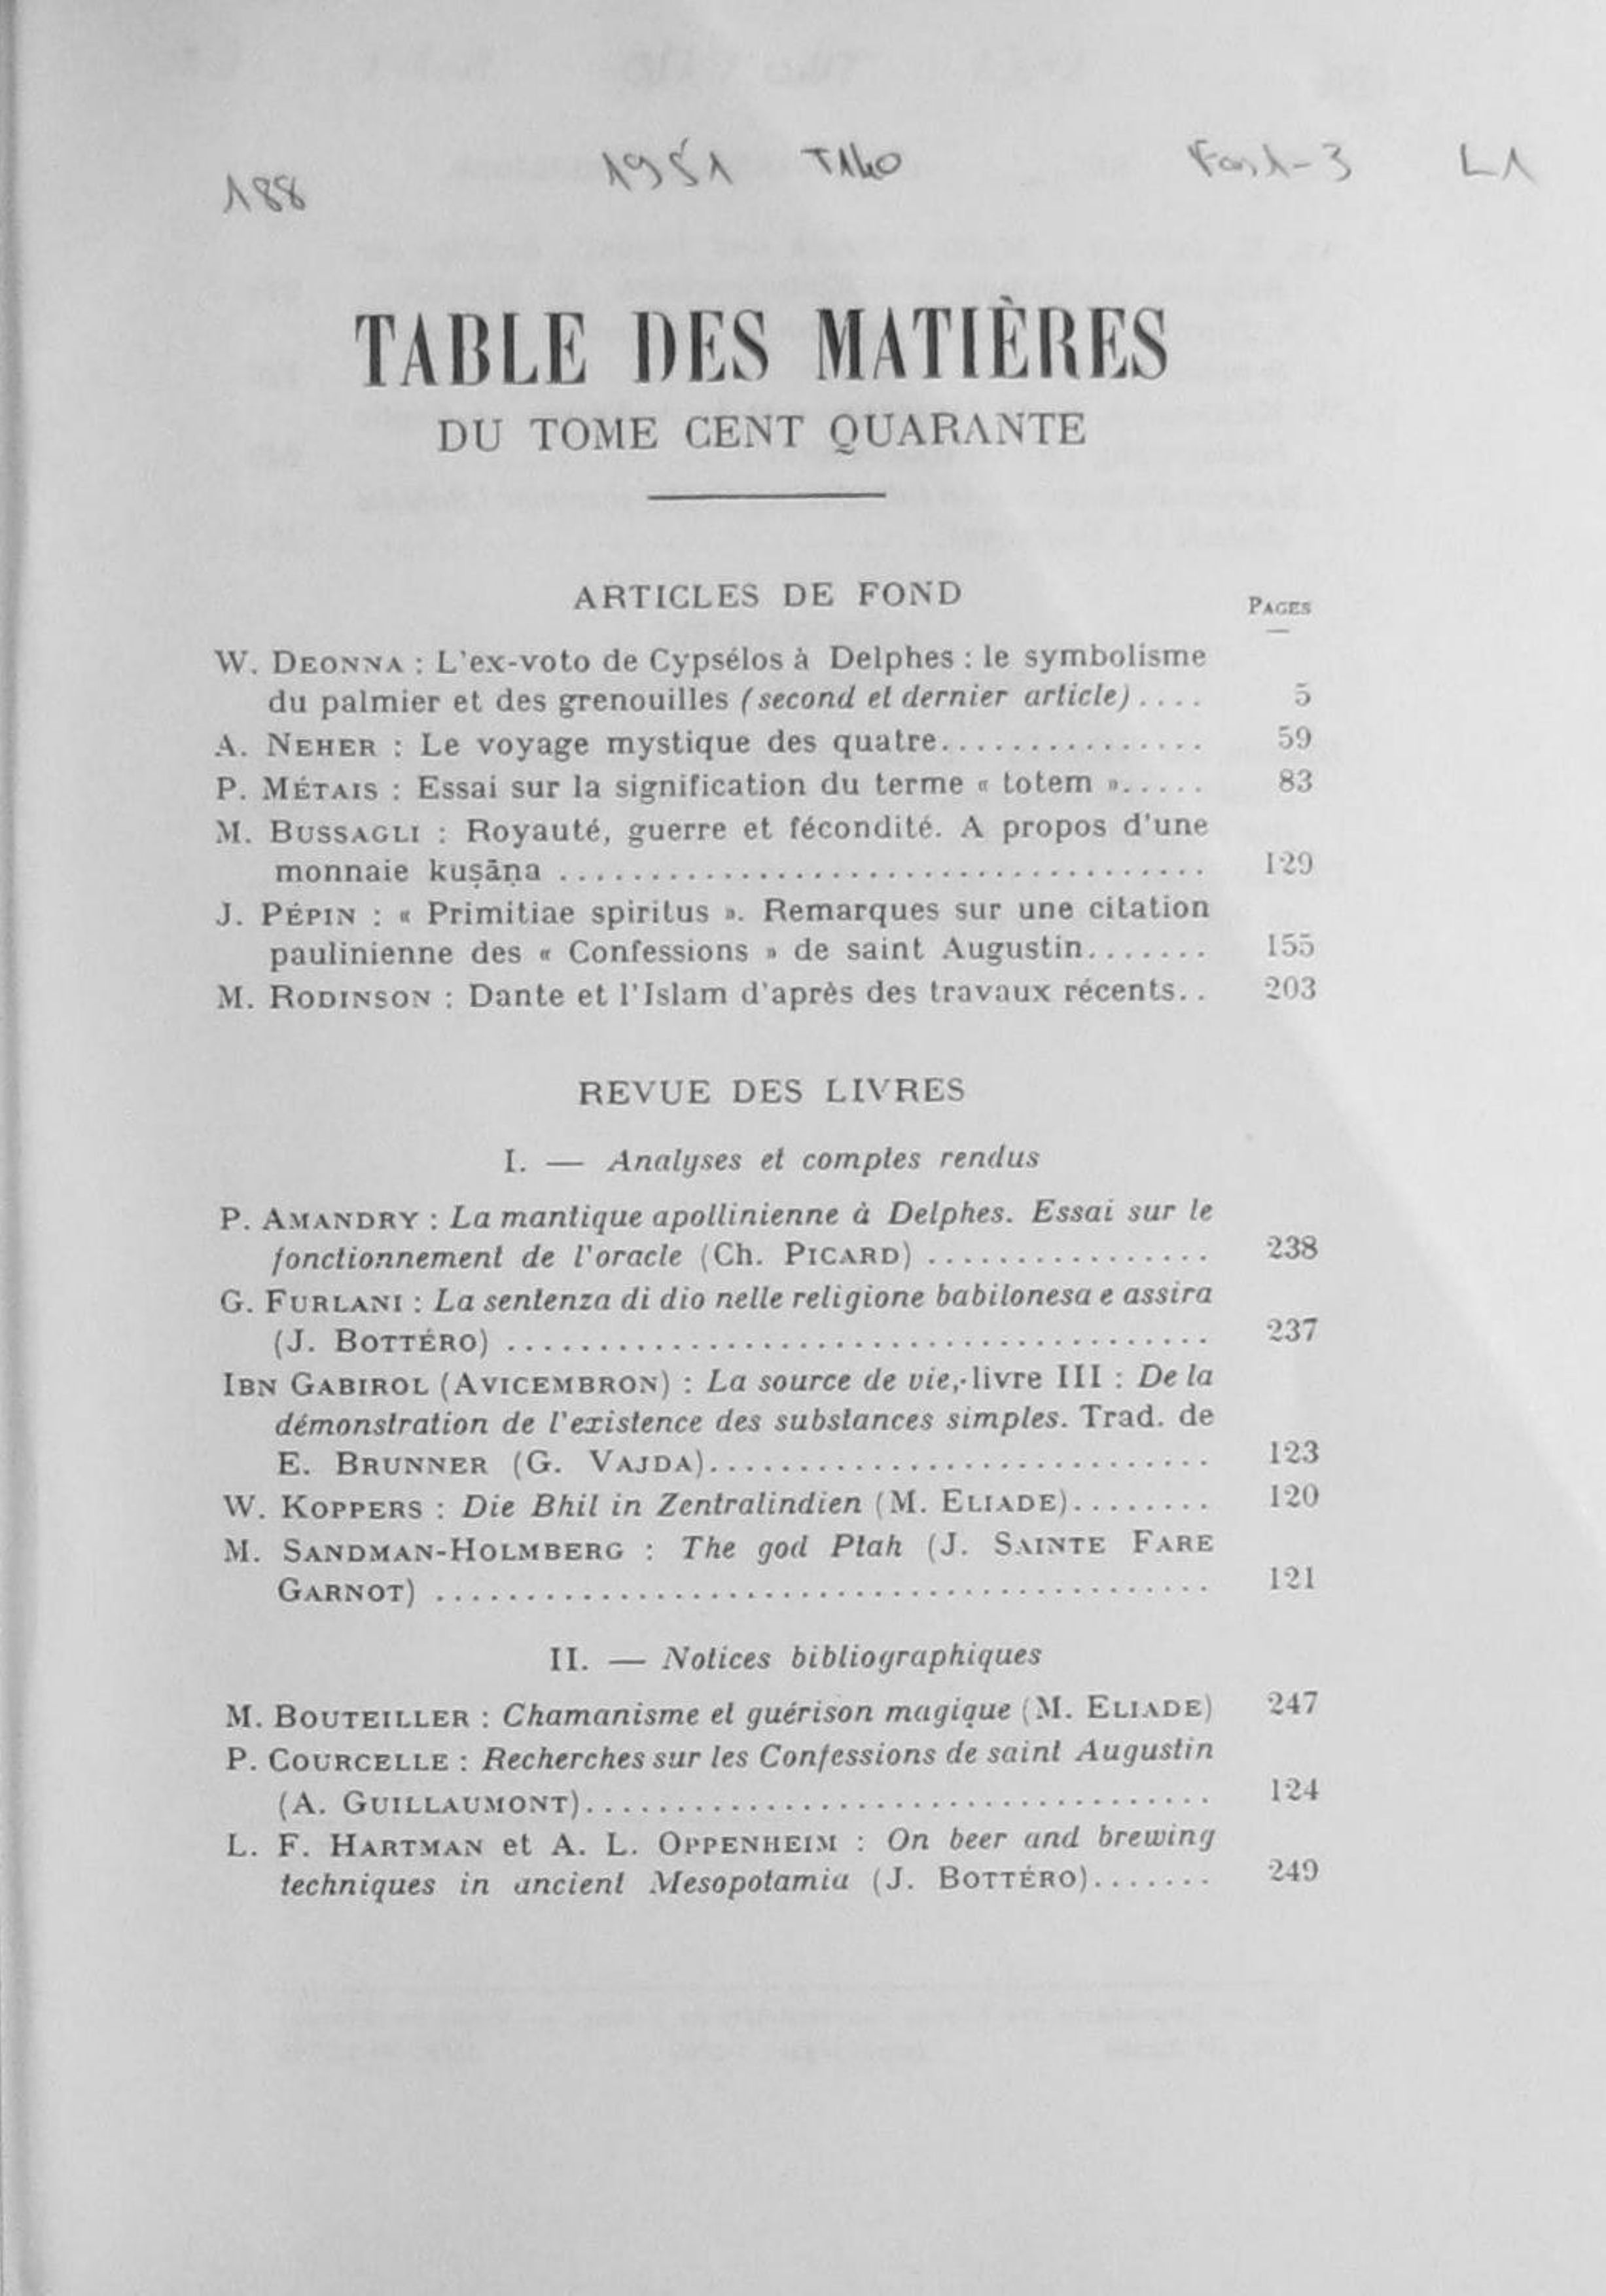 188 1951 T140 Fas 1-3 L1
TABLE DES MATIÈRES
DU TOME CENT QUARANTE
ARTICLES DE FOND
PAGES
W. DEONNA : L'ex-voto de Cypsélos à Delphes : le symbolisme
du palmier et des grenouilles (second et dernier article).... 5
A. NEHER : Le voyage mystique des quatre............... 59
P. MÉTAIS : Essai sur la signification du terme « totem »..... 83
M. BUSSAGLI : Royauté, guerre et fécondité. A propos d'une
monnaie kuṣāṇa .................................... 129
J. PÉPIN : « Primitiae spiritus ». Remarques sur une citation
paulinienne des « Confessions » de saint Augustin....... 155
M. RODINSON : Dante et l'Islam d'après des travaux récents.. 203
REVUE DES LIVRES
I. — Analyses et comptes rendus
P. AMANDRY : La mantique apollinienne à Delphes. Essai sur le
fonctionnement de l'oracle (Ch. PICARD) ................ 238
G. FURLANI : La sentenza di dio nelle religione babilonesa e assira
(J. BOTTÉRO) ....................................... 237
IBN GABIROL (AVICEMBRON) : La source de vie, livre III : De la
démonstration de l'existence des substances simples. Trad. de
E. BRUNNER (G. VAJDA)............................ 123
W. KOPPERS : Die Bhil in Zentralindien (M. ELIADE)........ 120
M. SANDMAN-HOLMBERG : The god Ptah (J. SAINTE FARE
GARNOT) ........................................... 121
II. — Notices bibliographiques
M. BOUTEILLER : Chamanisme et guérison magique (M. ELIADE) 247
P. COURCELLE : Recherches sur les Confessions de saint Augustin
(A. GUILLAUMONT)................................... 124
L. F. HARTMAN et A. L. OPPENHEIM : On beer and brewing
techniques in ancient Mesopotamia (J. BOTTÉRO)....... 249